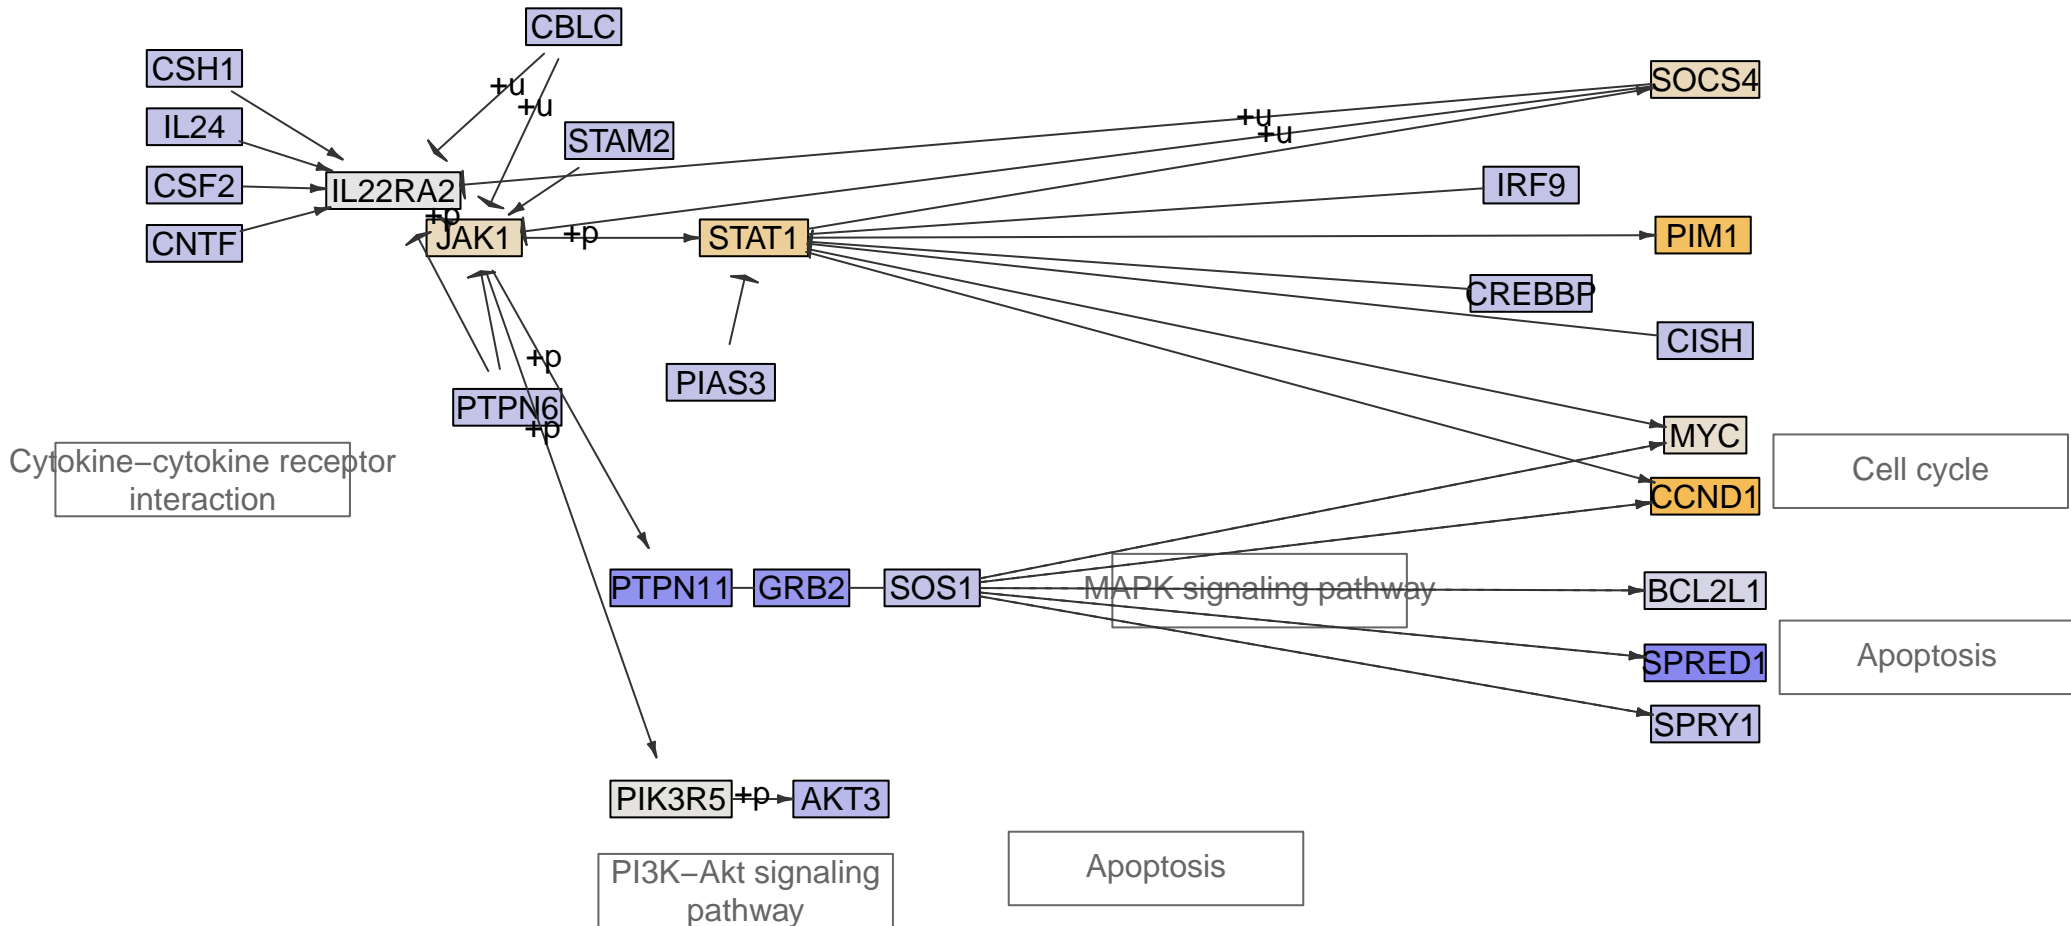 CBLC
CSH1
+u
SOCS4
+u
+u
IL24
+u
STAM2
CSF2
IL22RA2
IRF9
+p
CNTF
JAK1
+p
STAT1
PIM1
CREBBP
CISH
+p
PIAS3
PTPN6
+p
MYC
Cytokine–cytokine receptor
interaction
Cell cycle
CCND1
PTPN11
GRB2
SOS1
MAPK signaling pathway
BCL2L1
SPRED1
Apoptosis
SPRY1
PIK3R5
+p
AKT3
PI3K–Akt signaling
pathway
Apoptosis